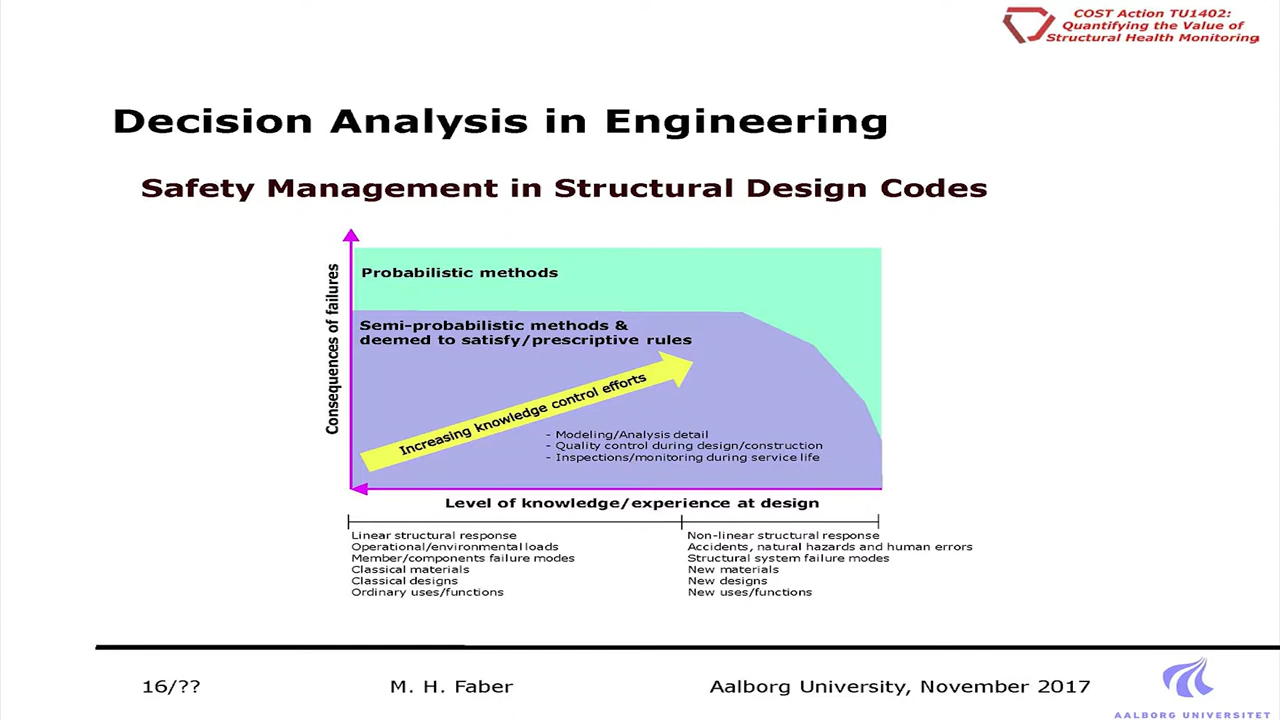 COST Action TU1402:
Quantifying the Value of
Structural Health Monitoring
Decision Analysis in Engineering
Safety Management in Structural Design Codes
Consequences of failures
Probabilistic methods
Semi-probabilistic methods &
deemed to satisfy/prescriptive rules
Increasing knowledge control efforts
- Modeling/Analysis detail
- Quality control during design/construction
- Inspections/monitoring during service life
Level of knowledge/experience at design
Linear structural response
Operational/environmental loads
Member/components failure modes
Classical materials
Classical designs
Ordinary uses/functions
Non-linear structural response
Accidents, natural hazards and human errors
Structural system failure modes
New materials
New designs
New uses/functions
16/??
M. H. Faber
Aalborg University, November 2017
AALBORG UNIVERSITET